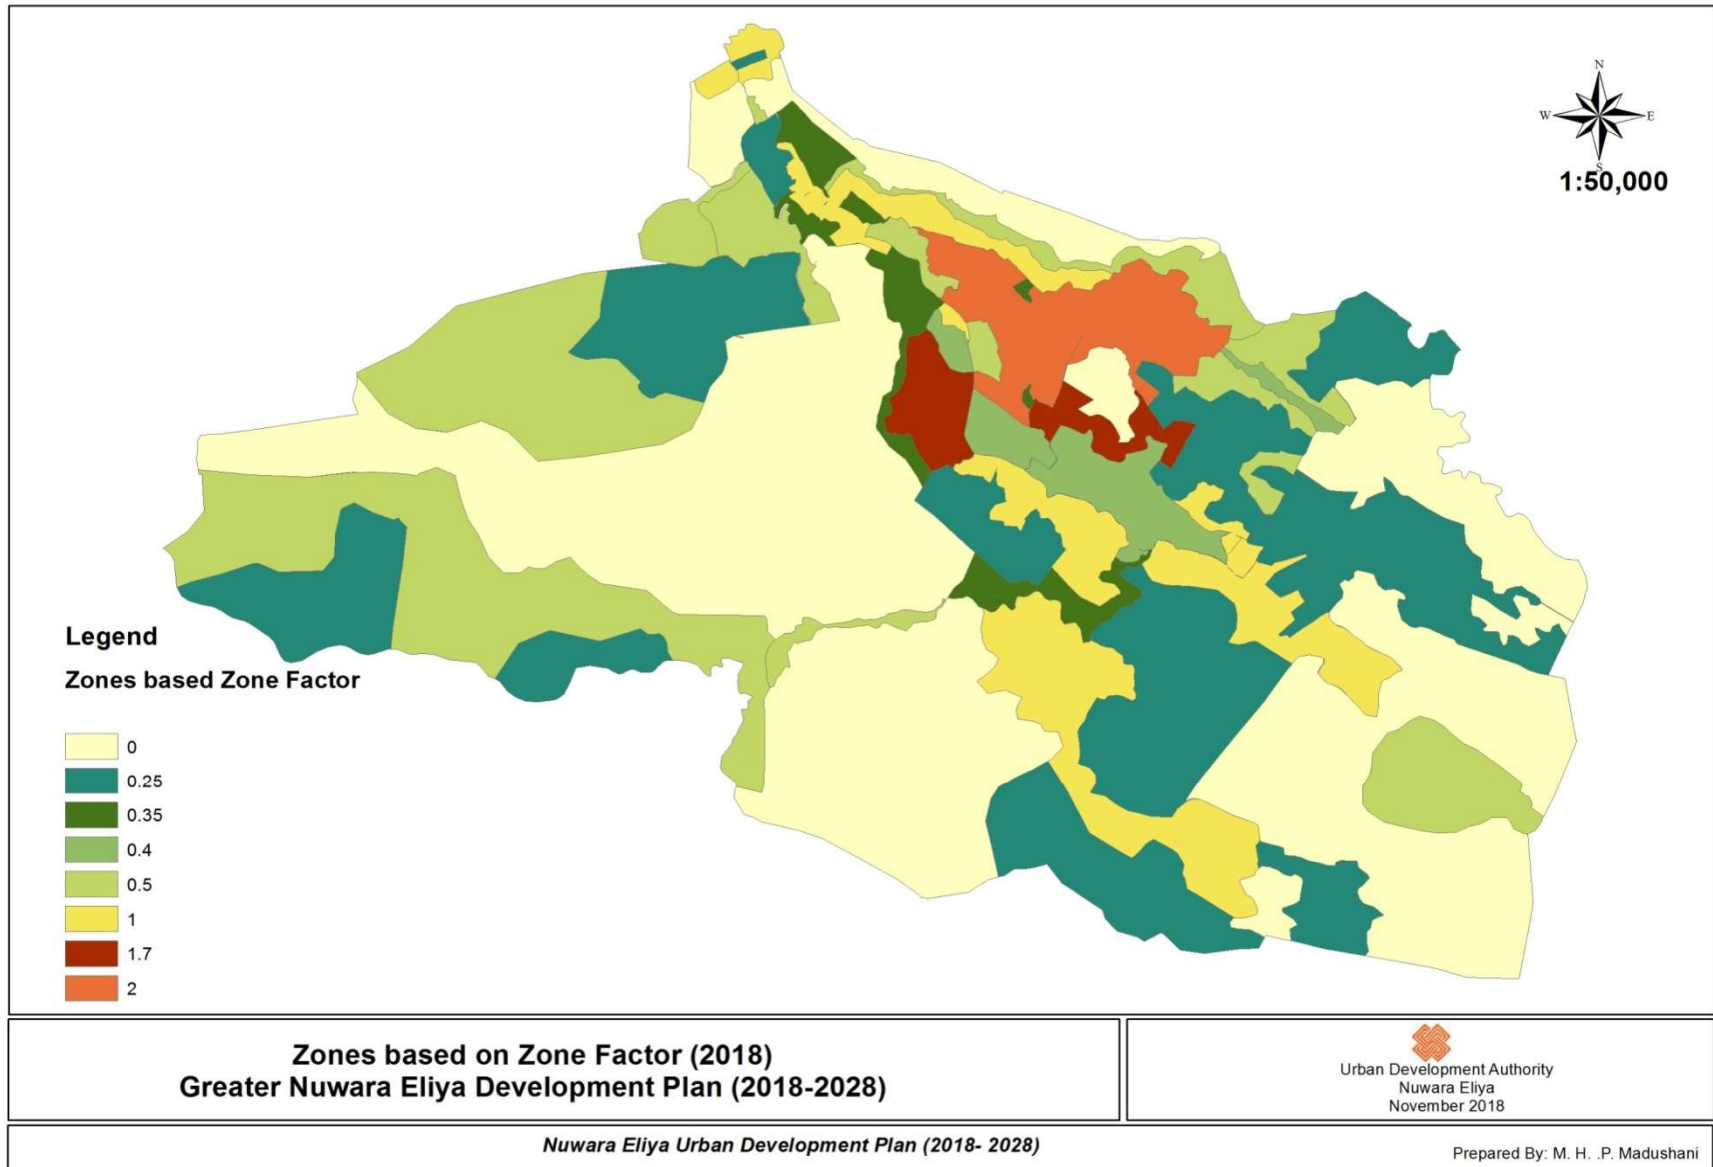 N
W
E
S
1:50,000
Legend
Zones based Zone Factor
0
0.25
0.35
0.4
0.5
1
1.7
2
Zones based on Zone Factor (2018)
Greater Nuwara Eliya Development Plan (2018-2028)
Urban Development Authority
Nuwara Eliya
November 2018
Nuwara Eliya Urban Development Plan (2018- 2028)
Prepared By: M. H. .P. Madushani